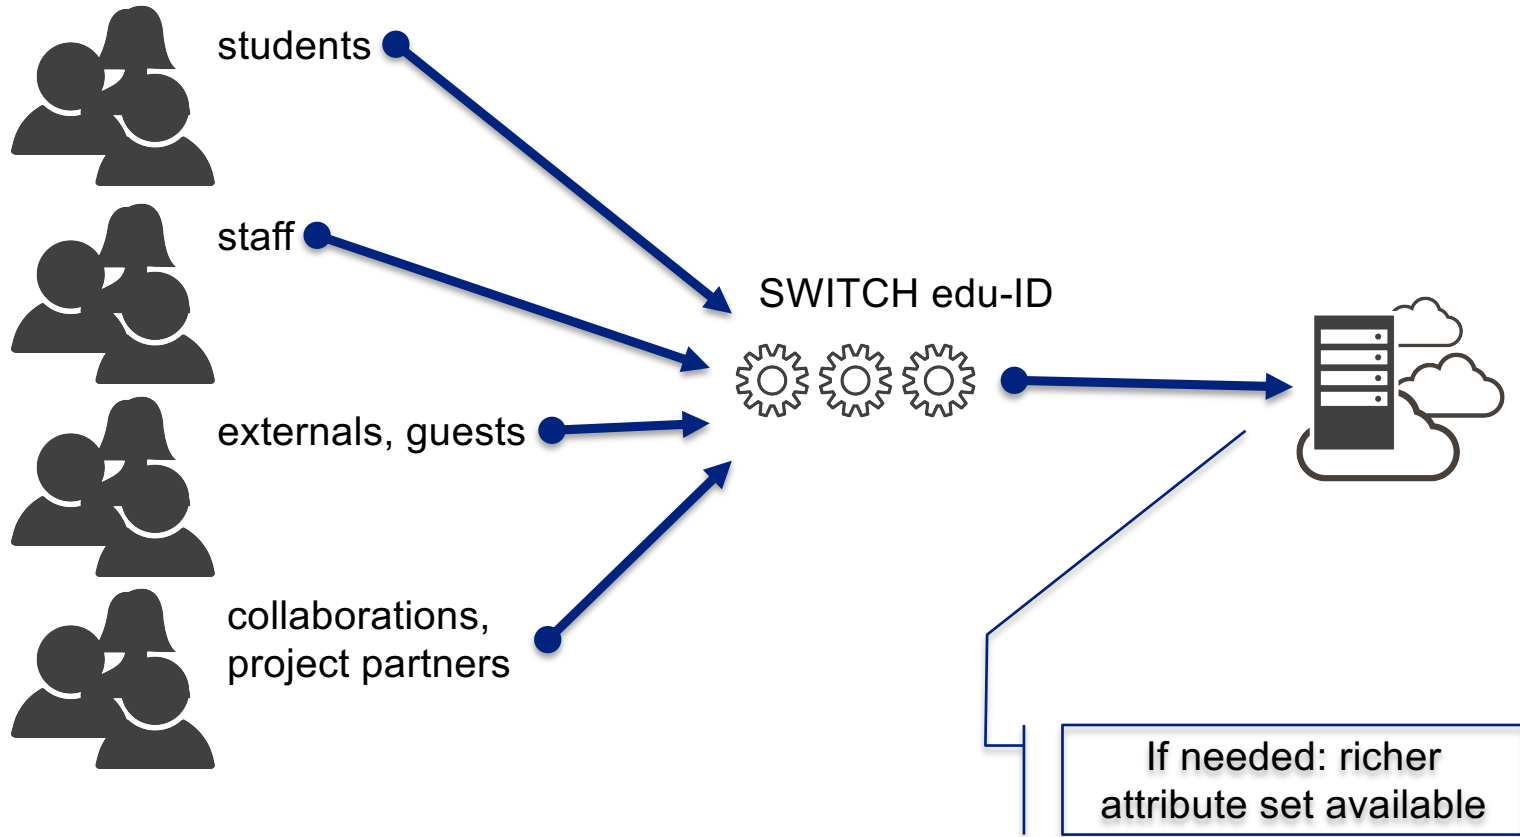 students
staff
SWITCH edu-ID
externals, guests
collaborations,
project partners
If needed: richer
attribute set available